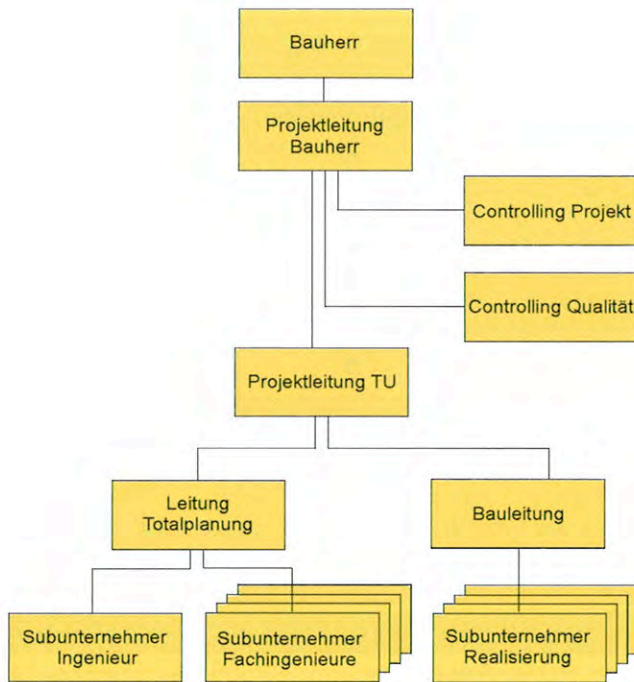 Bauherr
Projektleitung
Bauherr
Controlling Projekt
Controlling Qualität
Projektleitung TU
Leitung
Totalplanung
Bauleitung
Subunternehmer
Ingenieur
Subunternehmer
Fachingenieure
Subunternehmer
Realisierung